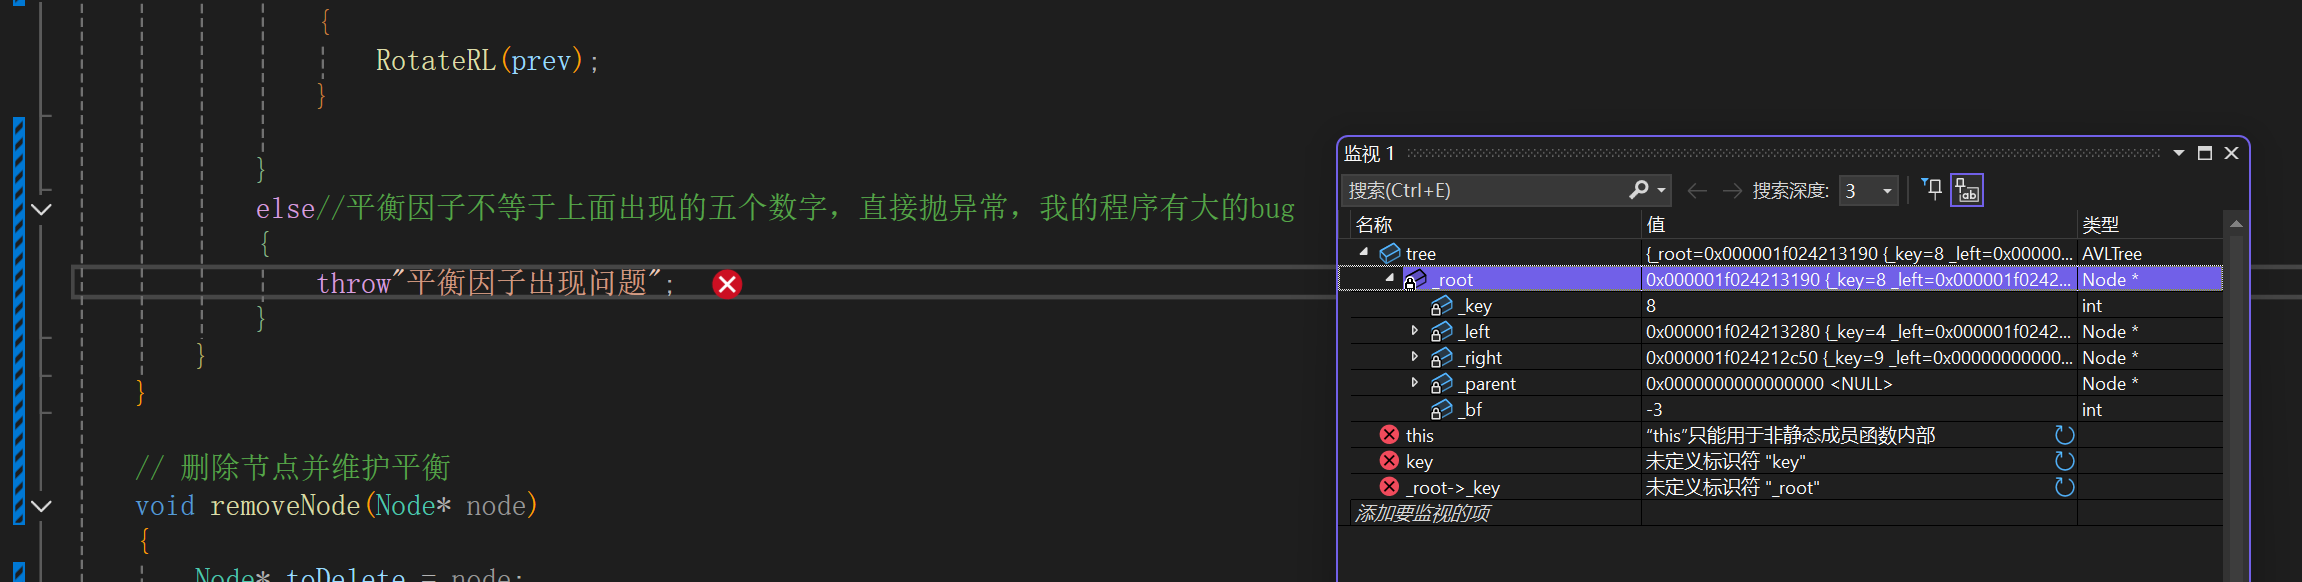 {
RotateRL(prev);
}
}
else//平衡因子不等于上面出现的五个数字，直接抛异常，我的程序有大的bug
{
throw"平衡因子出现问题";
}
}
}
// 删除节点并维护平衡
void removeNode(Node* node)
{
Node* toDelete = node;
监视 1
搜索(Ctrl+E)
搜索深度: 3
名称 值 类型
tree {_root=0x000001f024213190 {_key=8 _left=0x00000... AVLTree
_root 0x000001f024213190 {_key=8 _left=0x000001f0242... Node *
_key 8 int
_left 0x000001f024213280 {_key=4 _left=0x000001f0242... Node *
_right 0x000001f024212c50 {_key=9 _left=0x00000000000... Node *
_parent 0x0000000000000000 <NULL> Node *
_bf -3 int
this “this”只能用于非静态成员函数内部
key 未定义标识符 "key"
_root->_key 未定义标识符 "_root"
添加要监视的项